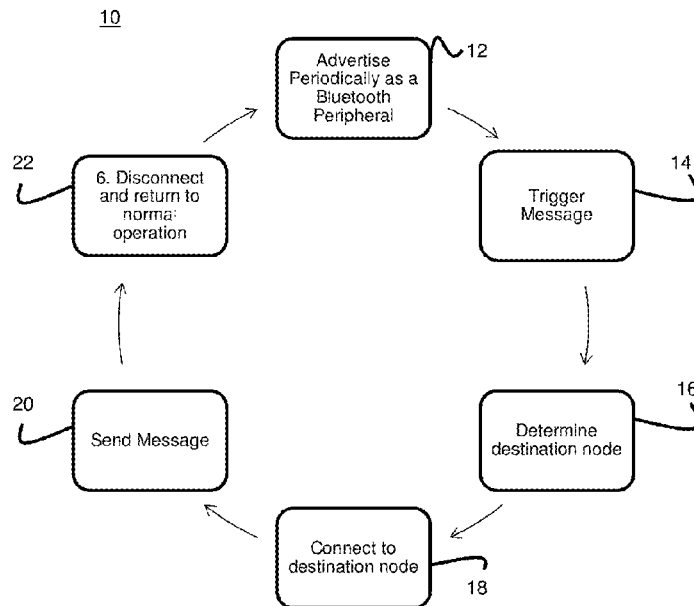 10
Advertise
Periodically as a
Bluetooth
Peripheral
12
Trigger
Message
14
Determine
destination node
16
Connect to
destination node
18
Send Message
20
6. Disconnect
and return to
normal
operation
22